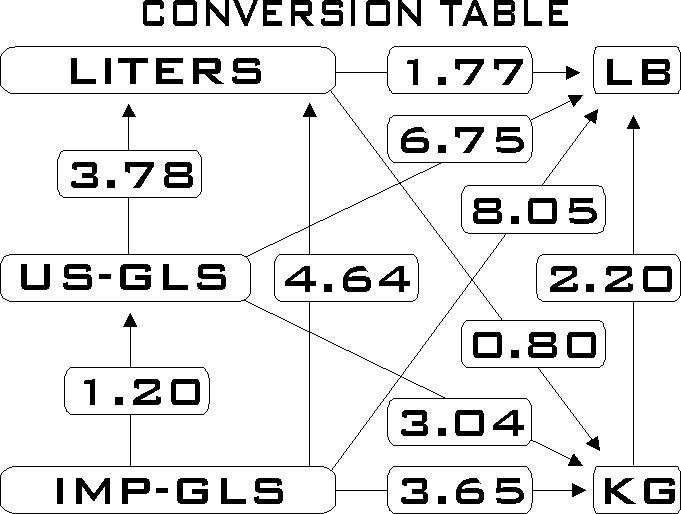 CONVERSION TABLE
LITERS 1.77 LB
6.75
3.78
8.05
US-GLS 4.64 2.20
0.80
1.20
3.04
IMP-GLS 3.65 KG